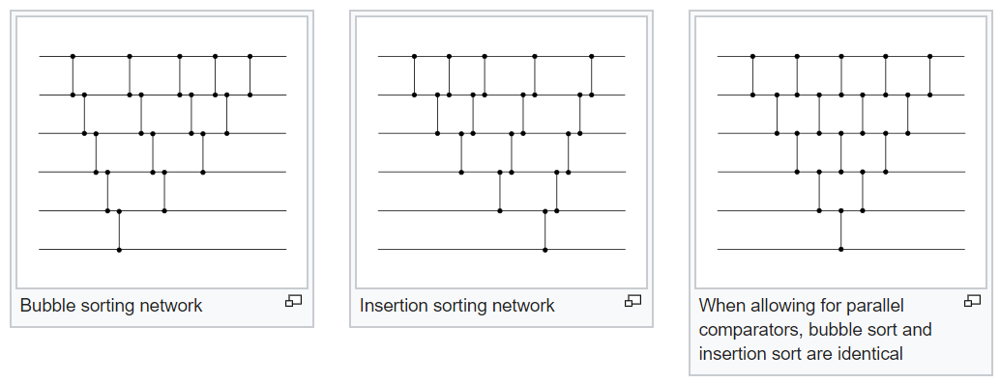 Bubble sorting network
Insertion sorting network
When allowing for parallel
comparators, bubble sort and
insertion sort are identical